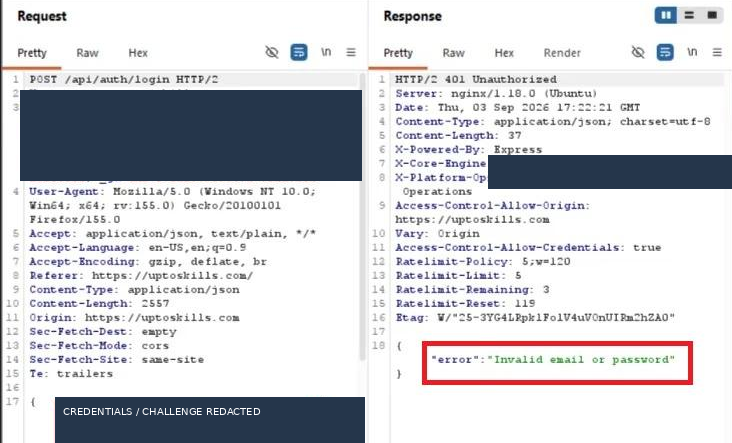 Request
Pretty Raw Hex \n
1 POST /api/auth/login HTTP/2
2
3
4 User-Agent: Mozilla/5.0 (Windows NT 10.0;
Win64; x64; rv:155.0) Gecko/20100101
Firefox/155.0
5 Accept: application/json, text/plain, */*
6 Accept-Language: en-US,en;q=0.9
7 Accept-Encoding: gzip, deflate, br
8 Referer: https://uptoskills.com/
9 Content-Type: application/json
10 Content-Length: 2557
11 Origin: https://uptoskills.com
12 Sec-Fetch-Dest: empty
13 Sec-Fetch-Mode: cors
14 Sec-Fetch-Site: same-site
15 Te: trailers
16
17 {
CREDENTIALS / CHALLENGE REDACTED
Response
Pretty Raw Hex Render \n
1 HTTP/2 401 Unauthorized
2 Server: nginx/1.18.0 (Ubuntu)
3 Date: Thu, 03 Sep 2026 17:22:21 GMT
4 Content-Type: application/json; charset=utf-8
5 Content-Length: 37
6 X-Powered-By: Express
7 X-Core-Engine
8 X-Platform-Op
Operations
9 Access-Control-Allow-Origin:
https://uptoskills.com
10 Vary: Origin
11 Access-Control-Allow-Credentials: true
12 Ratelimit-Policy: 5;w=120
13 Ratelimit-Limit: 5
14 Ratelimit-Remaining: 3
15 Ratelimit-Reset: 119
16 Etag:
17
18 {
"error":"Invalid email or password"
}